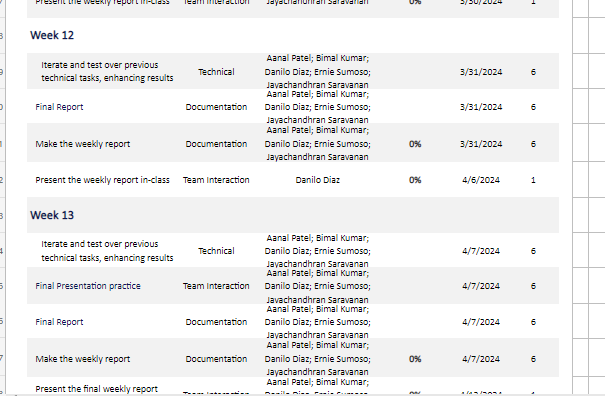 Present the weekly report in-class Team Interaction Jayachandhran Saravanan 0% 3/30/2024 1
Week 12
Iterate and test over previous
technical tasks, enhancing results
Technical
Aanal Patel; Bimal Kumar;
Danilo Diaz; Ernie Sumoso;
Jayachandhran Saravanan
3/31/2024 6
Final Report
Documentation
Aanal Patel; Bimal Kumar;
Danilo Diaz; Ernie Sumoso;
Jayachandhran Saravanan
3/31/2024 6
Make the weekly report
Documentation
Aanal Patel; Bimal Kumar;
Danilo Diaz; Ernie Sumoso;
Jayachandhran Saravanan
0% 3/31/2024 6
Present the weekly report in-class Team Interaction Danilo Diaz 0% 4/6/2024 1
Week 13
Iterate and test over previous
technical tasks, enhancing results
Technical
Aanal Patel; Bimal Kumar;
Danilo Diaz; Ernie Sumoso;
Jayachandhran Saravanan
4/7/2024 6
Final Presentation practice
Team Interaction
Aanal Patel; Bimal Kumar;
Danilo Diaz; Ernie Sumoso;
Jayachandhran Saravanan
4/7/2024 6
Final Report
Documentation
Aanal Patel; Bimal Kumar;
Danilo Diaz; Ernie Sumoso;
Jayachandhran Saravanan
4/7/2024 6
Make the weekly report
Documentation
Aanal Patel; Bimal Kumar;
Danilo Diaz; Ernie Sumoso;
Jayachandhran Saravanan
0% 4/7/2024 6
Present the final weekly report
Team Interaction
Aanal Patel; Bimal Kumar;
Danilo Diaz; Ernie Sumoso;
0%